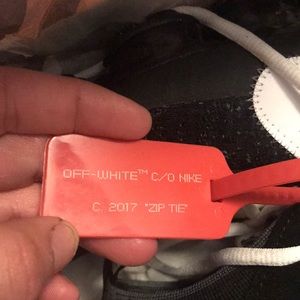 OFF-WHITE™ C/O NIKE
C. 2017 "ZIP TIE"